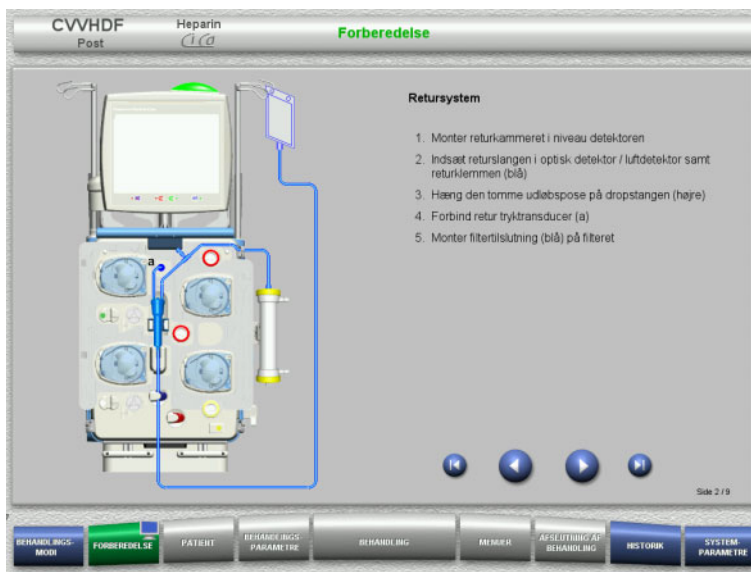 CVVHDF
Post
Heparin
Ci Ca
Forberedelse
Retursystem
1. Monter returkammeret i niveau detektoren
2. Indsæt returslangen i optisk detektor / luftdetektor samt
returklemmen (blå)
3. Hæng den tomme udløbspose på dropstangen (højre)
4. Forbind retur tryktransducer (a)
5. Monter filtertilslutning (blå) på filteret
a
Side 2 / 9
BEHANDLINGS-
MODI
FORBEREDELSE
PATIENT
BEHANDLINGS-
PARAMETRE
BEHANDLING
MENUER
AFSLUTNING AF
BEHANDLING
HISTORIK
SYSTEM-
PARAMETRE